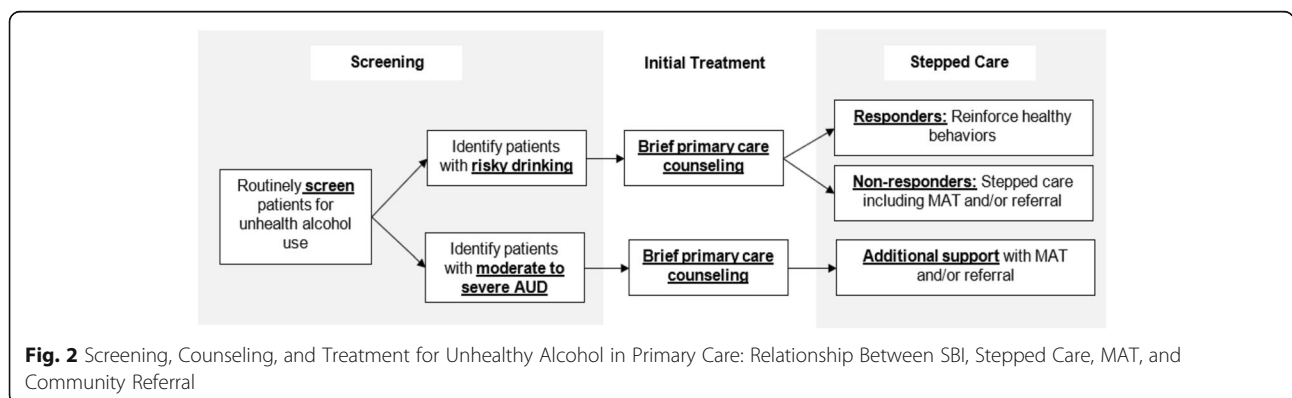 Screening
Initial Treatment
Stepped Care
Routinely screen
patients for
unhealth alcohol
use
Identify patients
with risky drinking
Identify patients
with moderate to
severe AUD
Brief primary care
counseling
Brief primary care
counseling
Responders: Reinforce healthy
behaviors
Non-responders: Stepped care
including MAT and/or referral
Additional support with MAT
and/or referral
Fig. 2 Screening, Counseling, and Treatment for Unhealthy Alcohol in Primary Care: Relationship Between SBI, Stepped Care, MAT, and
Community Referral